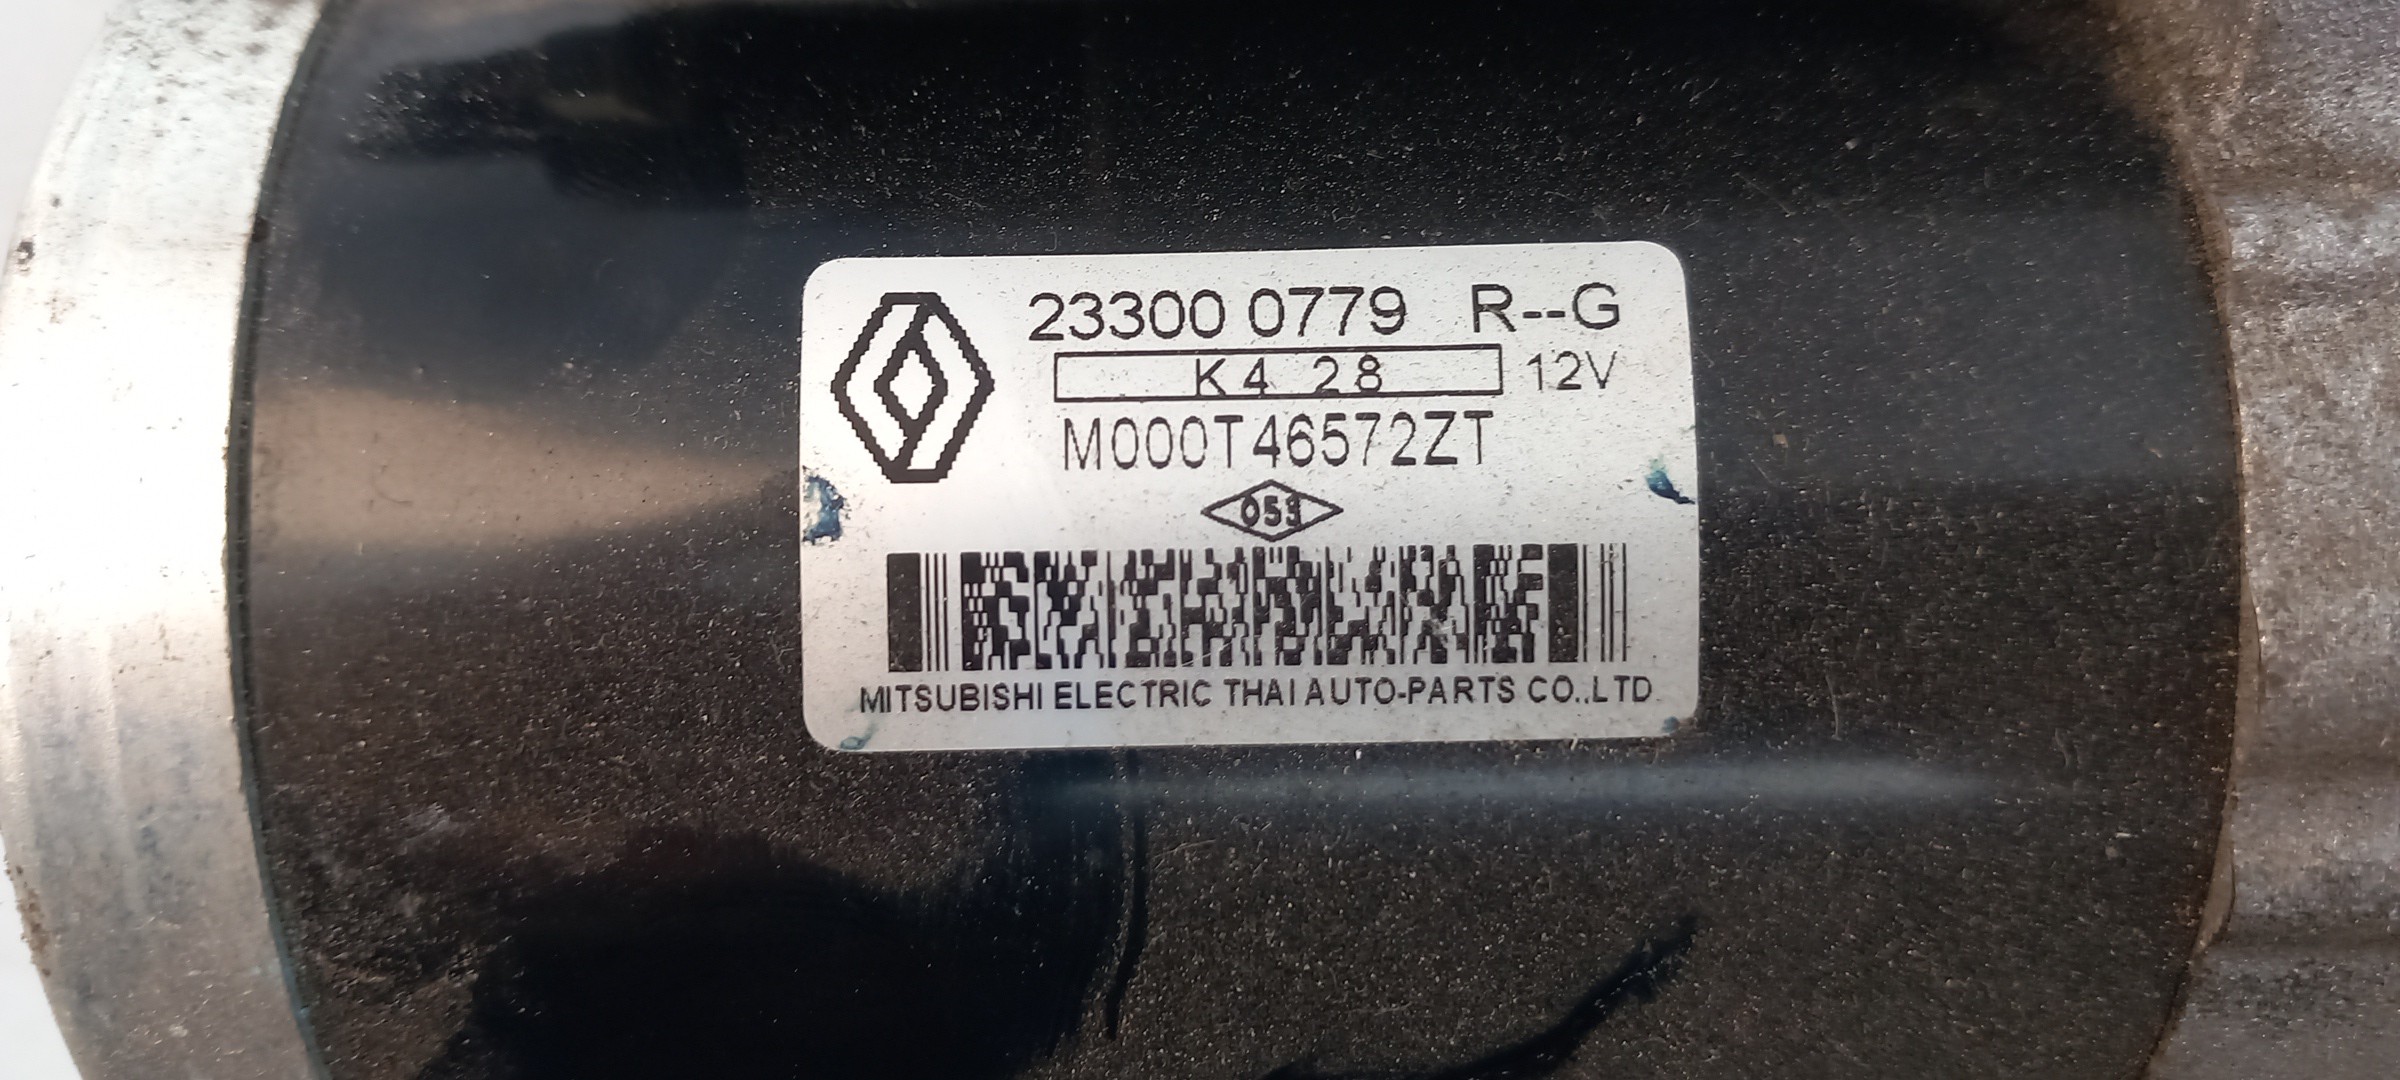 23300 0779 R--G
K4 28 12V
M000T46572ZT
053
MITSUBISHI ELECTRIC THAI AUTO-PARTS CO.,LTD